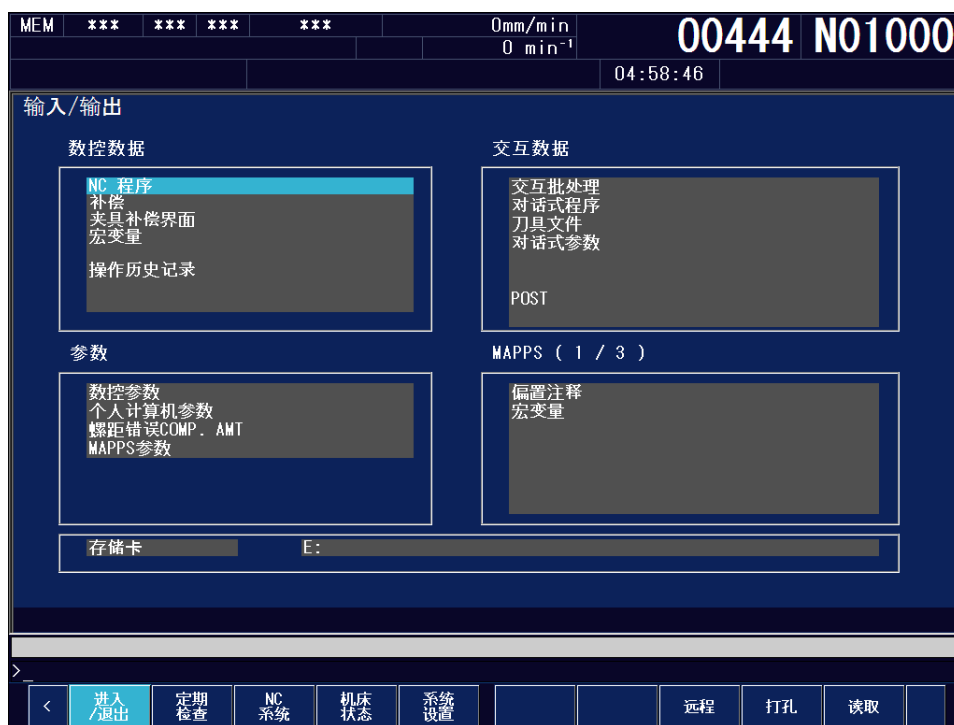 MEM *** *** *** *** 0mm/min O0444 N01000
0 min⁻¹
04:58:46
输入/输出
数控数据
NC 程序
补偿
夹具补偿界面
宏变量
操作历史记录
交互数据
交互批处理
对话式程序
刀具文件
对话式参数
POST
参数
数控参数
个人计算机参数
螺距错误COMP. AMT
MAPPS参数
MAPPS ( 1 / 3 )
偏置注释
宏变量
存储卡 E:
>_
< 进入/退出 定期检查 NC系统 机床状态 系统设置 远程 打孔 读取